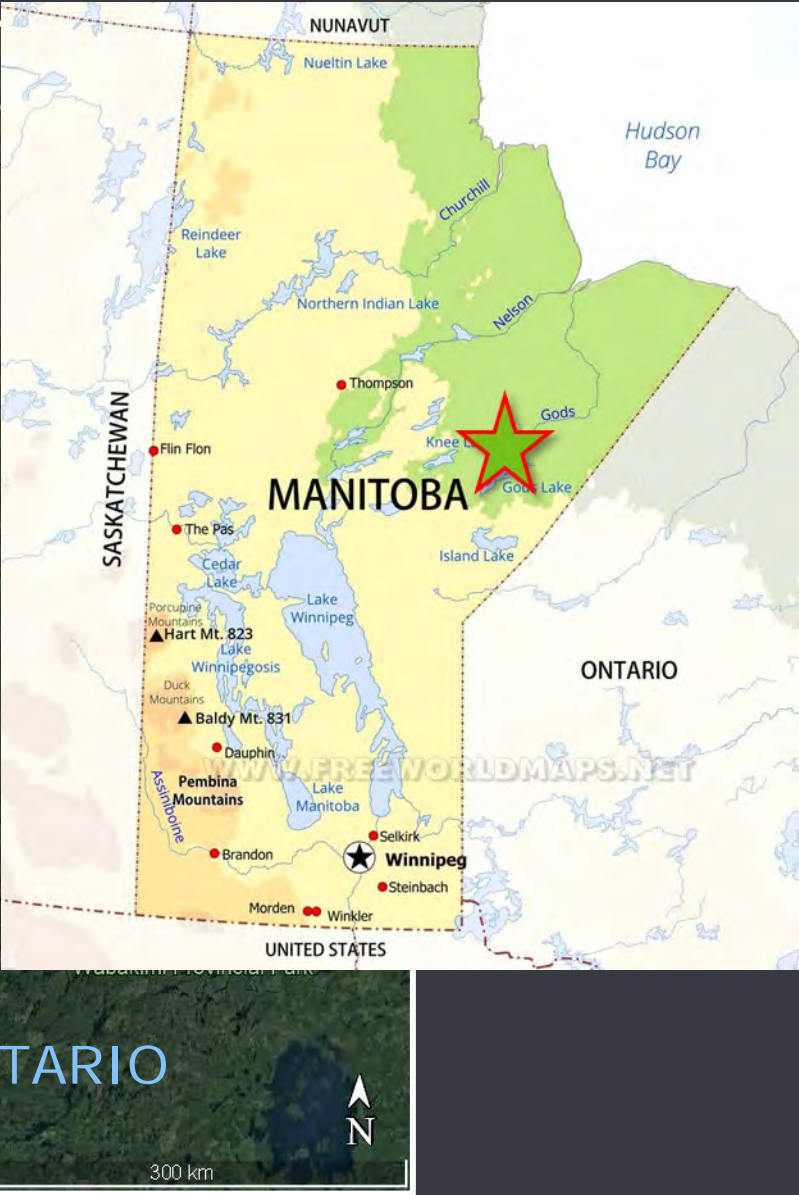 NUNAVUT
Nueltin Lake
Hudson
Bay
Churchill
Reindeer
Lake
Northern Indian Lake
Nelson
Thompson
Gods
Knee L
Flin Flon
SASKATCHEWAN
MANITOBA
Gods Lake
The Pas
Island Lake
Cedar
Lake
Lake
Winnipeg
Porcupine
Mountains
Hart Mt. 823
Lake
Winnipegosis
ONTARIO
Duck
Mountains
Baldy Mt. 831
Dauphin
WWW.FREEWORLDMAPS.NET
Pembina
Mountains
Assiniboine
Lake
Manitoba
Selkirk
Brandon
Winnipeg
Steinbach
Morden
Winkler
UNITED STATES
Wabakimi Provincial Park
TARIO
N
300 km